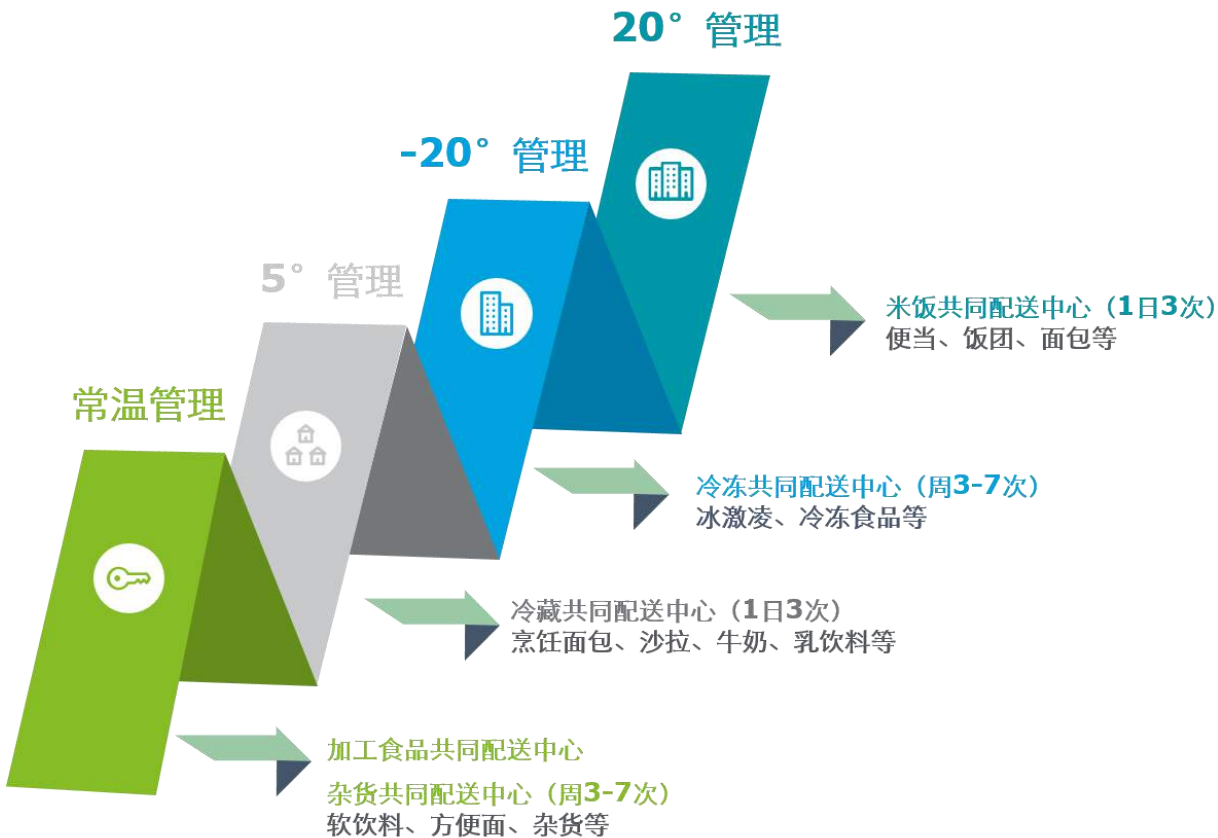 20°管理
-20°管理
5°管理
常温管理
米饭共同配送中心（1日3次）
便当、饭团、面包等
冷冻共同配送中心（周3-7次）
冰激凌、冷冻食品等
冷藏共同配送中心（1日3次）
烹饪面包、沙拉、牛奶、乳饮料等
加工食品共同配送中心
杂货共同配送中心（周3-7次）
软饮料、方便面、杂货等